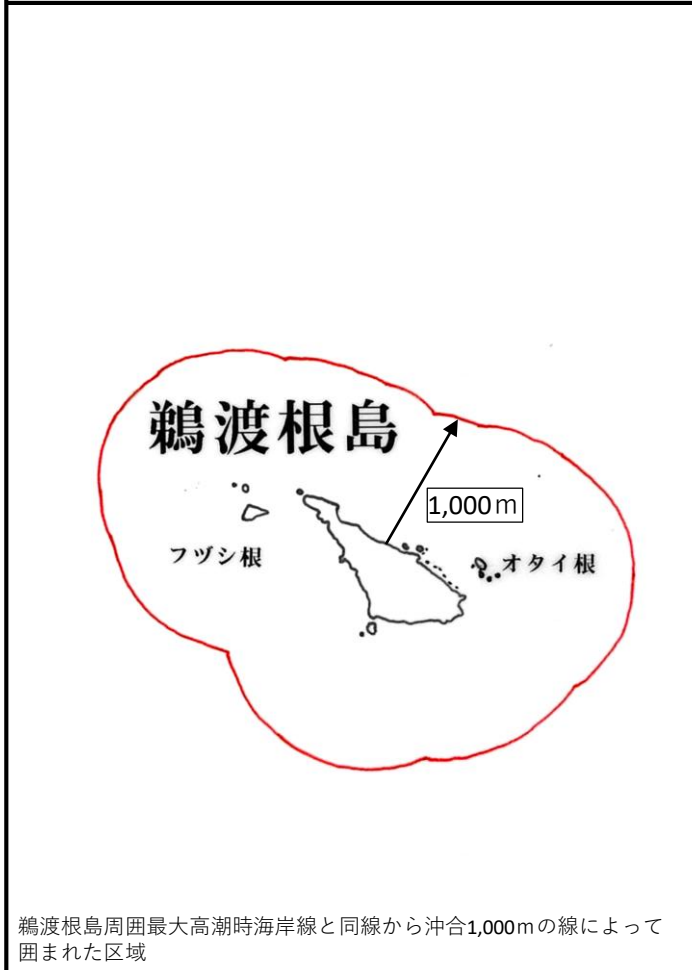 鵜渡根島
1,000ｍ
フヅシ根
オタイ根
鵜渡根島周囲最大高潮時海岸線と同線から沖合1,000ｍの線によって
囲まれた区域